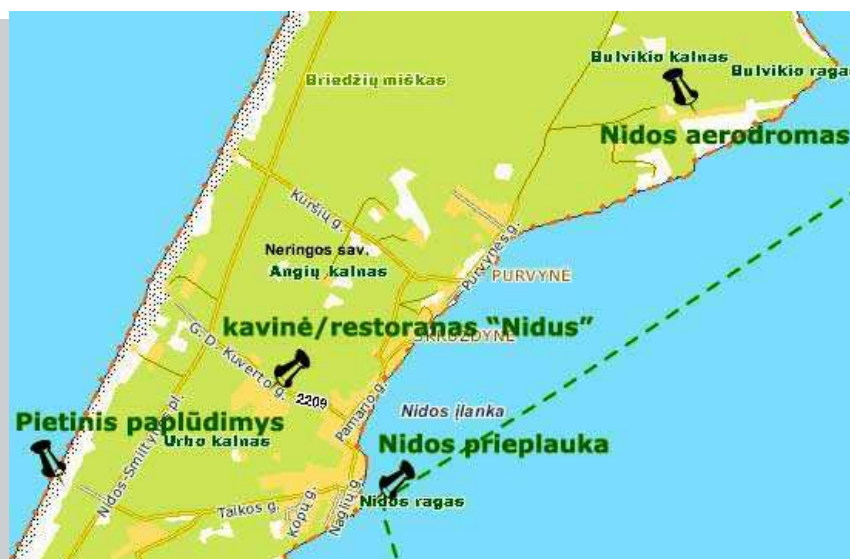 Bulvikio kalnas
Bulvikio ragas
Briedžių miškas
Nidos aerodromas
Kuršių g.
Purvynės g.
Neringos sav.
Angių kalnas
PURVYNĖ
kavinė/restoranas “Nidus”
SKRUZDYNĖ
G. D. Kuverto g.
2209
Pamario g.
Nidos įlanka
Pietinis paplūdimys
Urbo kalnas
Nidos prieplauka
Nidos-Smiltynės pl.
Taikos g.
Kopų g.
Naglių g.
Nidos ragas